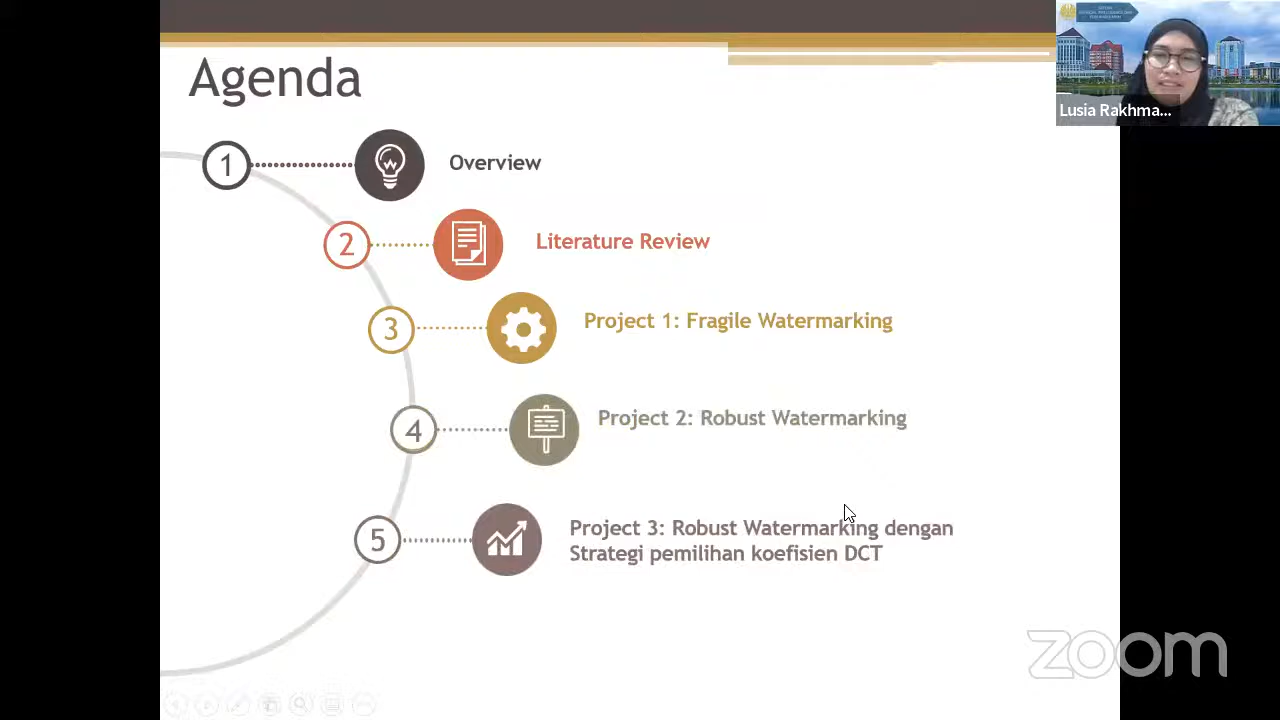 Agenda
Lusia Rakhma...
1
Overview
2
Literature Review
3
Project 1: Fragile Watermarking
4
Project 2: Robust Watermarking
5
Project 3: Robust Watermarking dengan
Strategi pemilihan koefisien DCT
zoom